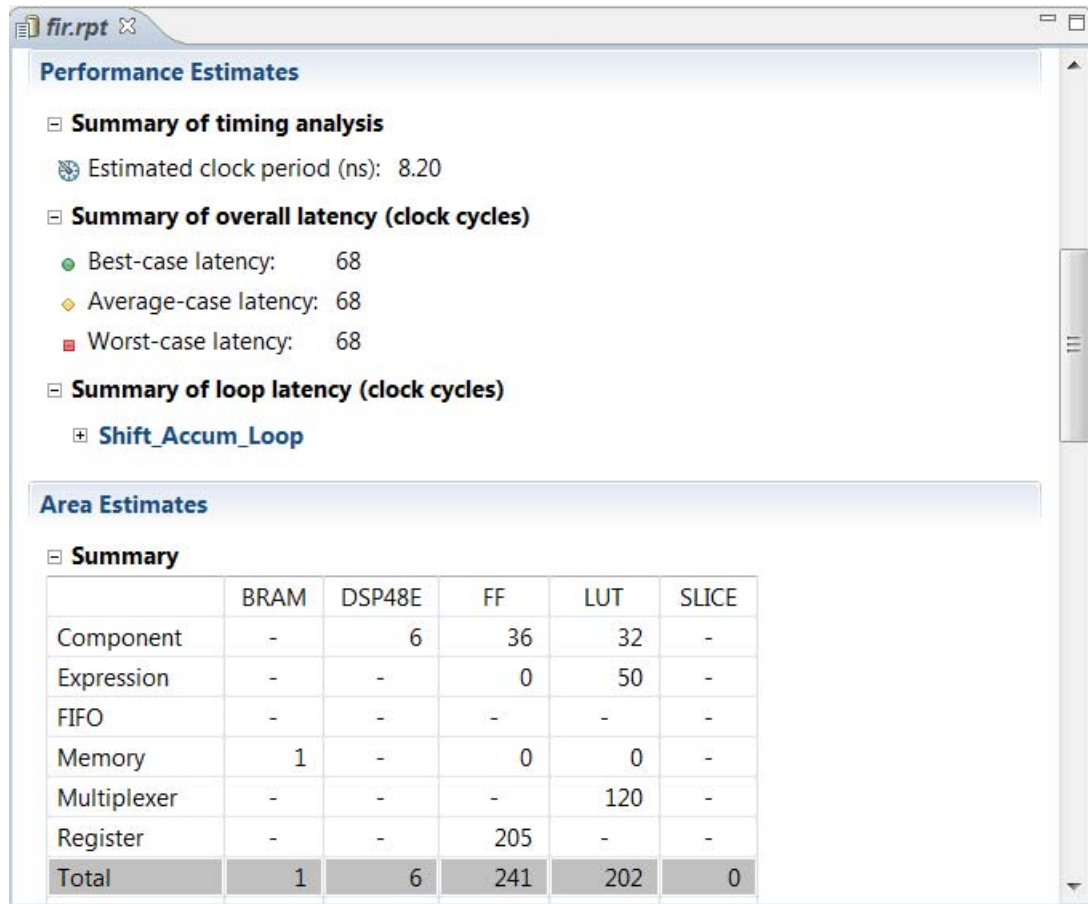 fir.rpt
Performance Estimates
Summary of timing analysis
Estimated clock period (ns): 8.20
Summary of overall latency (clock cycles)
Best-case latency: 68
Average-case latency: 68
Worst-case latency: 68
Summary of loop latency (clock cycles)
Shift_Accum_Loop
Area Estimates
Summary
BRAM DSP48E FF LUT SLICE
Component - 6 36 32 -
Expression - - 0 50 -
FIFO - - - - -
Memory 1 - 0 0 -
Multiplexer - - - 120 -
Register - - 205 - -
Total 1 6 241 202 0